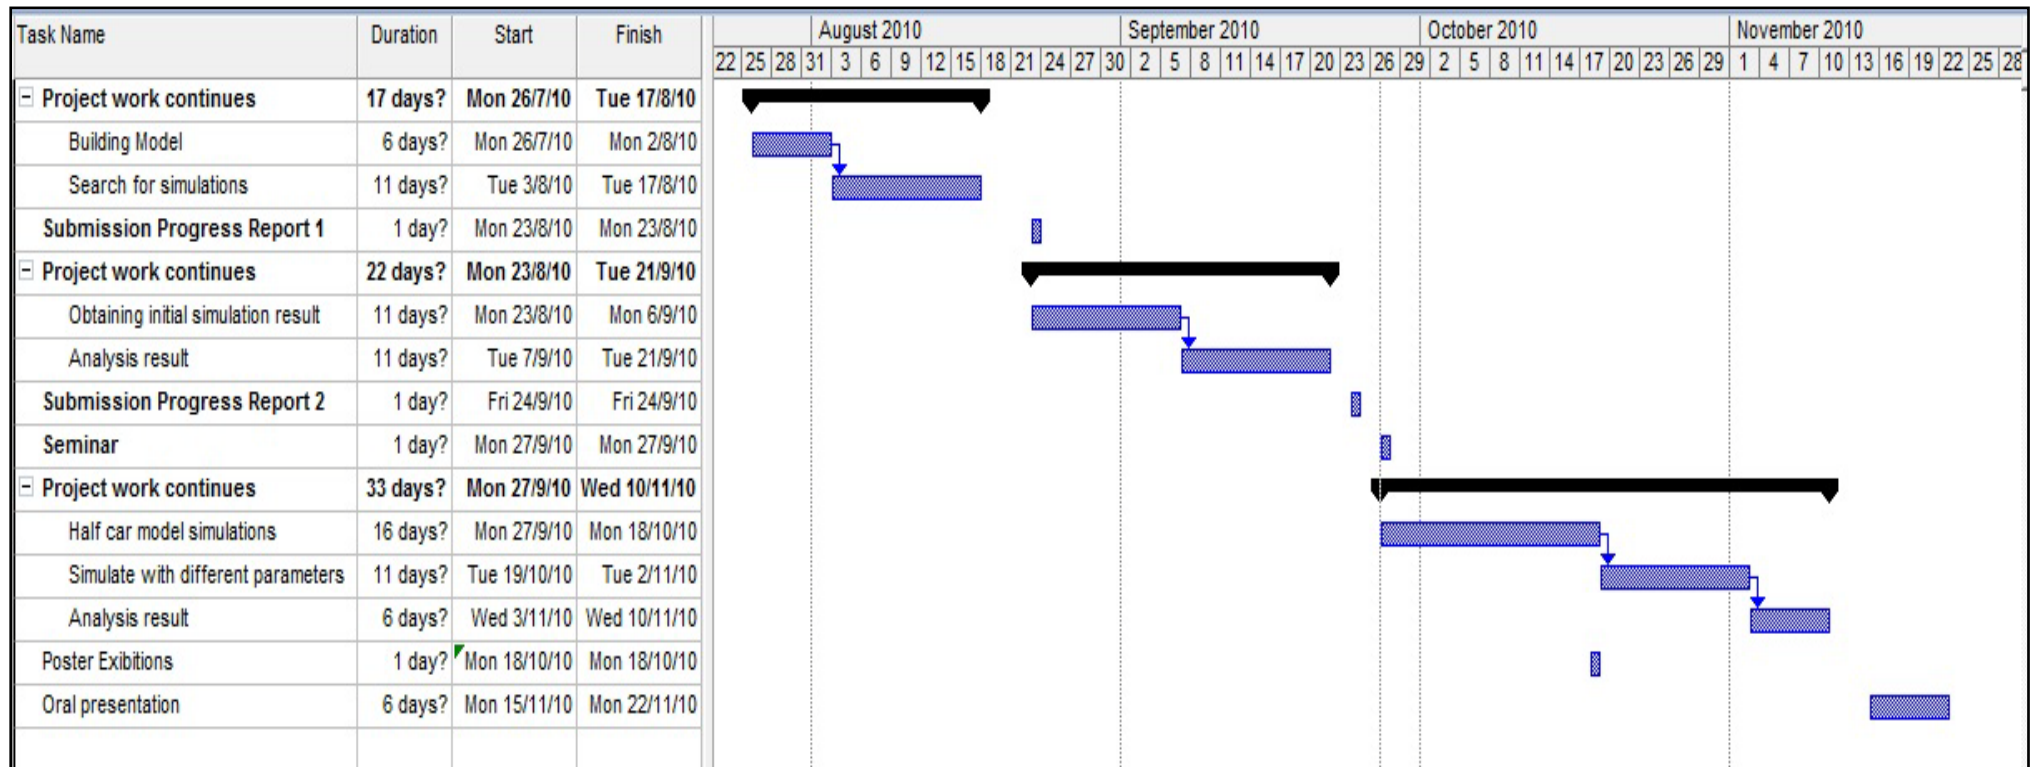 Task Name Duration Start Finish August 2010 September 2010 October 2010 November 2010
22 25 28 31 3 6 9 12 15 18 21 24 27 30 2 5 8 11 14 17 20 23 26 29 2 5 8 11 14 17 20 23 26 29 1 4 7 10 13 16 19 22 25 28
Project work continues 17 days? Mon 26/7/10 Tue 17/8/10
Building Model 6 days? Mon 26/7/10 Mon 2/8/10
Search for simulations 11 days? Tue 3/8/10 Tue 17/8/10
Submission Progress Report 1 1 day? Mon 23/8/10 Mon 23/8/10
Project work continues 22 days? Mon 23/8/10 Tue 21/9/10
Obtaining initial simulation result 11 days? Mon 23/8/10 Mon 6/9/10
Analysis result 11 days? Tue 7/9/10 Tue 21/9/10
Submission Progress Report 2 1 day? Fri 24/9/10 Fri 24/9/10
Seminar 1 day? Mon 27/9/10 Mon 27/9/10
Project work continues 33 days? Mon 27/9/10 Wed 10/11/10
Half car model simulations 16 days? Mon 27/9/10 Mon 18/10/10
Simulate with different parameters 11 days? Tue 19/10/10 Tue 2/11/10
Analysis result 6 days? Wed 3/11/10 Wed 10/11/10
Poster Exibitions 1 day? Mon 18/10/10 Mon 18/10/10
Oral presentation 6 days? Mon 15/11/10 Mon 22/11/10